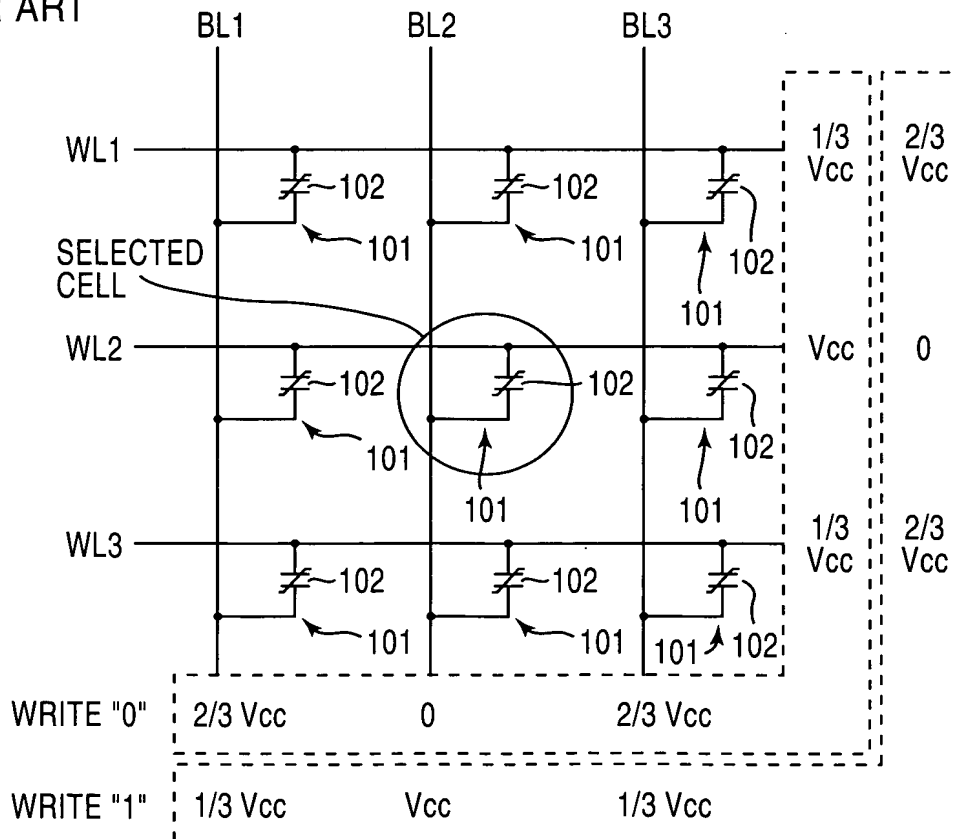 ART
BL1 BL2 BL3
WL1 102 102 102 1/3 Vcc 2/3 Vcc
101 101 101
SELECTED
CELL
WL2 102 102 102 Vcc 0
101 101 101
WL3 102 102 102 1/3 Vcc 2/3 Vcc
101 101 101
WRITE "0" 2/3 Vcc 0 2/3 Vcc
WRITE "1" 1/3 Vcc Vcc 1/3 Vcc